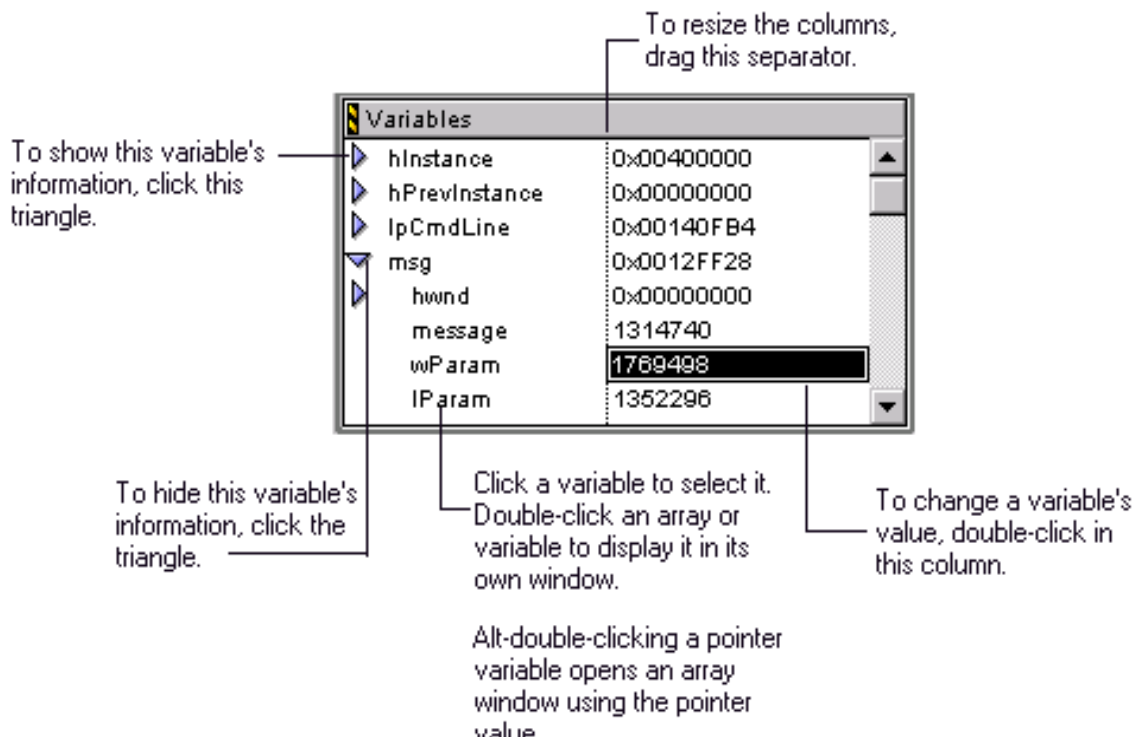 To resize the columns,
drag this separator.
Variables
To show this variable's
information, click this
triangle.
hInstance 0x00400000
hPrevInstance 0x00000000
lpCmdLine 0x00140FB4
msg 0x0012FF28
hwnd 0x00000000
message 1314740
wParam 1769498
lParam 1352296
To hide this variable's
information, click the
triangle.
Click a variable to select it.
Double-click an array or
variable to display it in its
own window.
To change a variable's
value, double-click in
this column.
Alt-double-clicking a pointer
variable opens an array
window using the pointer
value